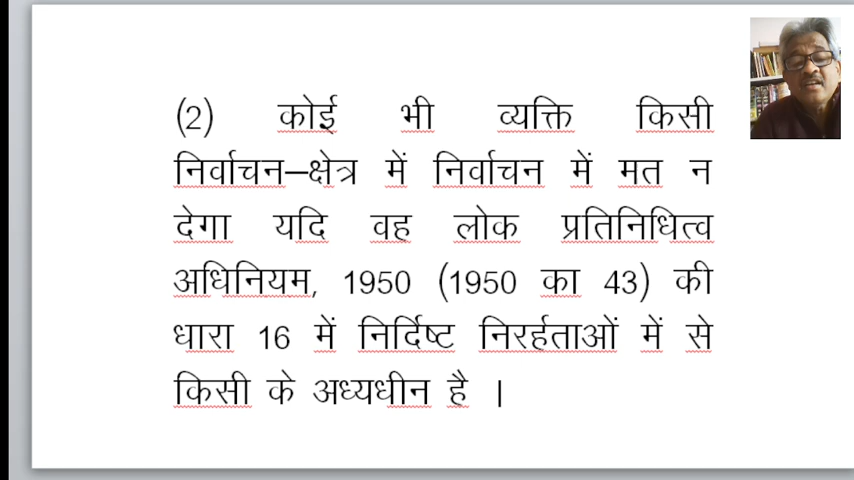 (2) कोई भी व्यक्ति किसी
निर्वाचन–क्षेत्र में निर्वाचन में मत न
देगा यदि वह लोक प्रतिनिधित्व
अधिनियम, 1950 (1950 का 43) की
धारा 16 में निर्दिष्ट निरर्हताओं में से
किसी के अध्यधीन है ।